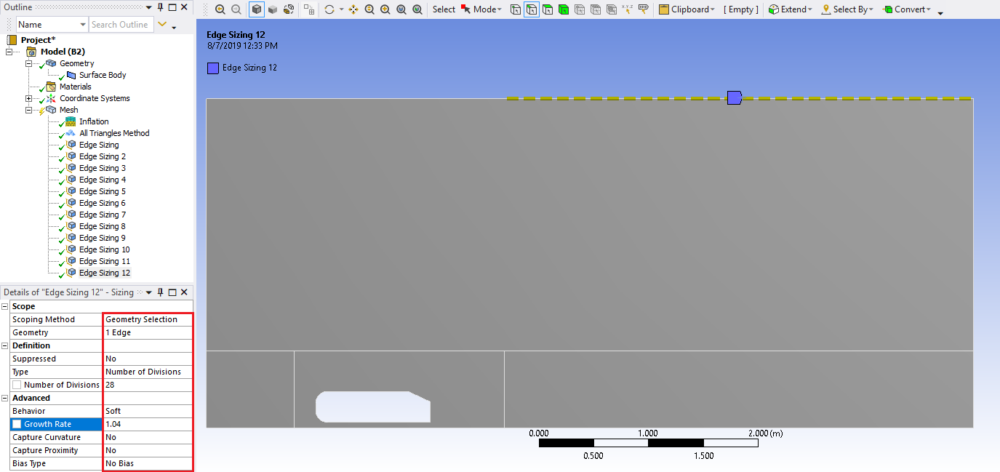 Outline
Select Mode Clipboard [ Empty ] Extend Select By Convert
Name Search Outline
Project*
Model (B2)
Geometry
Surface Body
Materials
Coordinate Systems
Mesh
Inflation
All Triangles Method
Edge Sizing
Edge Sizing 2
Edge Sizing 3
Edge Sizing 4
Edge Sizing 5
Edge Sizing 6
Edge Sizing 7
Edge Sizing 8
Edge Sizing 9
Edge Sizing 10
Edge Sizing 11
Edge Sizing 12
Details of "Edge Sizing 12" - Sizing
Scope
Scoping Method Geometry Selection
Geometry 1 Edge
Definition
Suppressed No
Type Number of Divisions
Number of Divisions 28
Advanced
Behavior Soft
Growth Rate 1.04
Capture Curvature No
Capture Proximity No
Bias Type No Bias
Edge Sizing 12
8/7/2019 12:33 PM
Edge Sizing 12
0.000 1.000 2.000 (m)
0.500 1.500